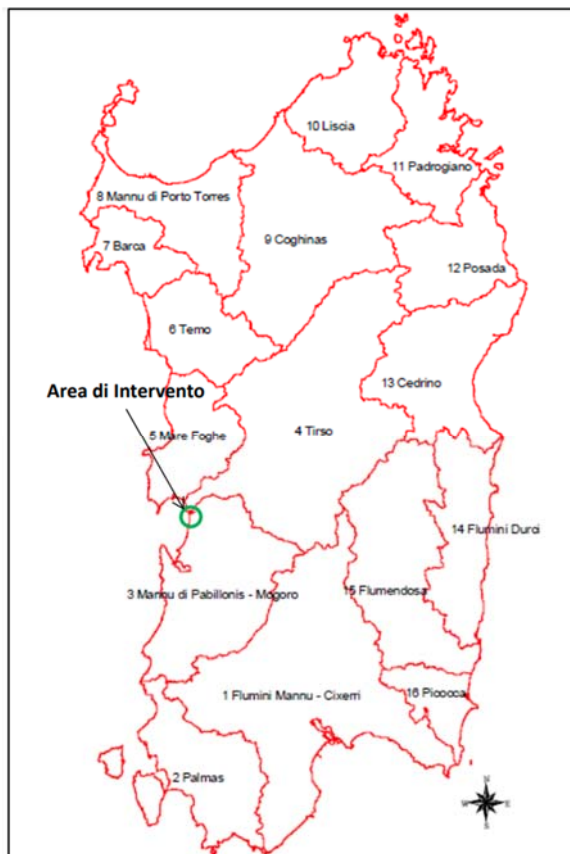 10 Liscia
11 Padrogiano
8 Mannu di Porto Torres
9 Coghinas
7 Barca
12 Posada
6 Temo
13 Cedrino
Area di Intervento
5 Mare Foghe
4 Tirso
14 Flumini Durci
15 Flumendosa
3 Mannu di Pabillonis - Mogoro
1 Flumini Mannu - Cixerri
16 Picocca
2 Palmas
N
W E
S